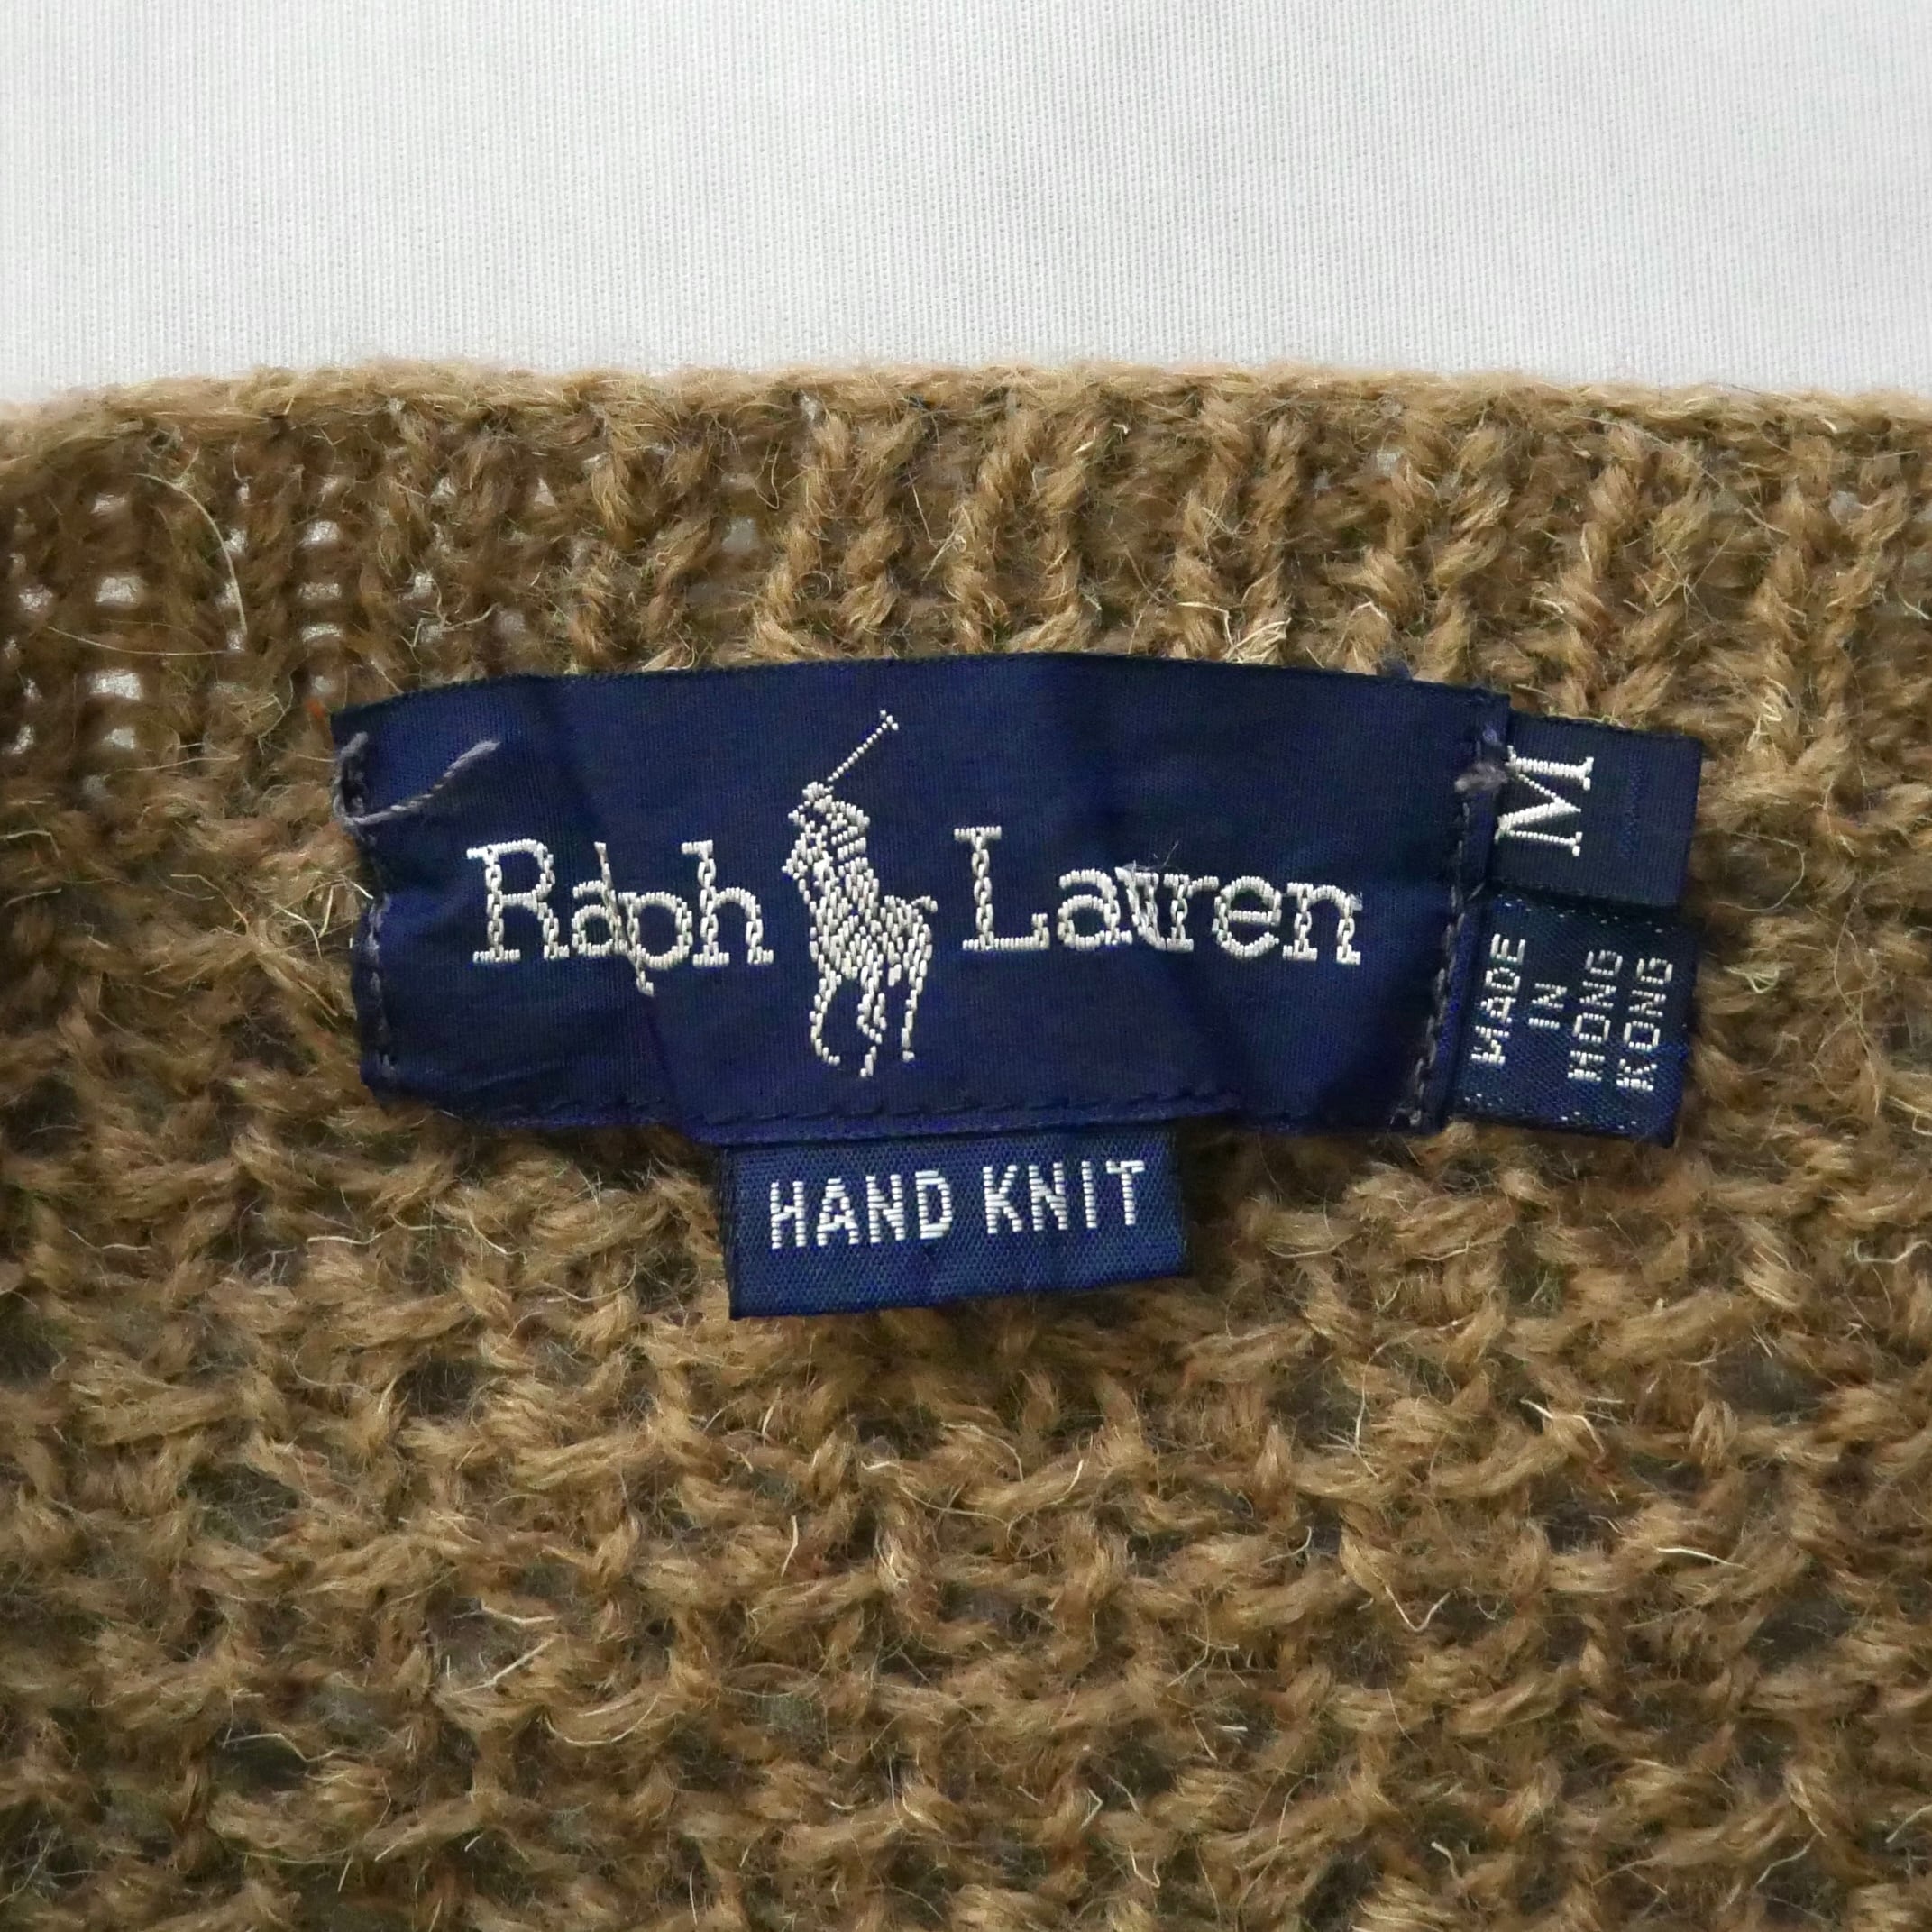 Ralph Lauren
M
MADE
IN
HONG
KONG
HAND KNIT